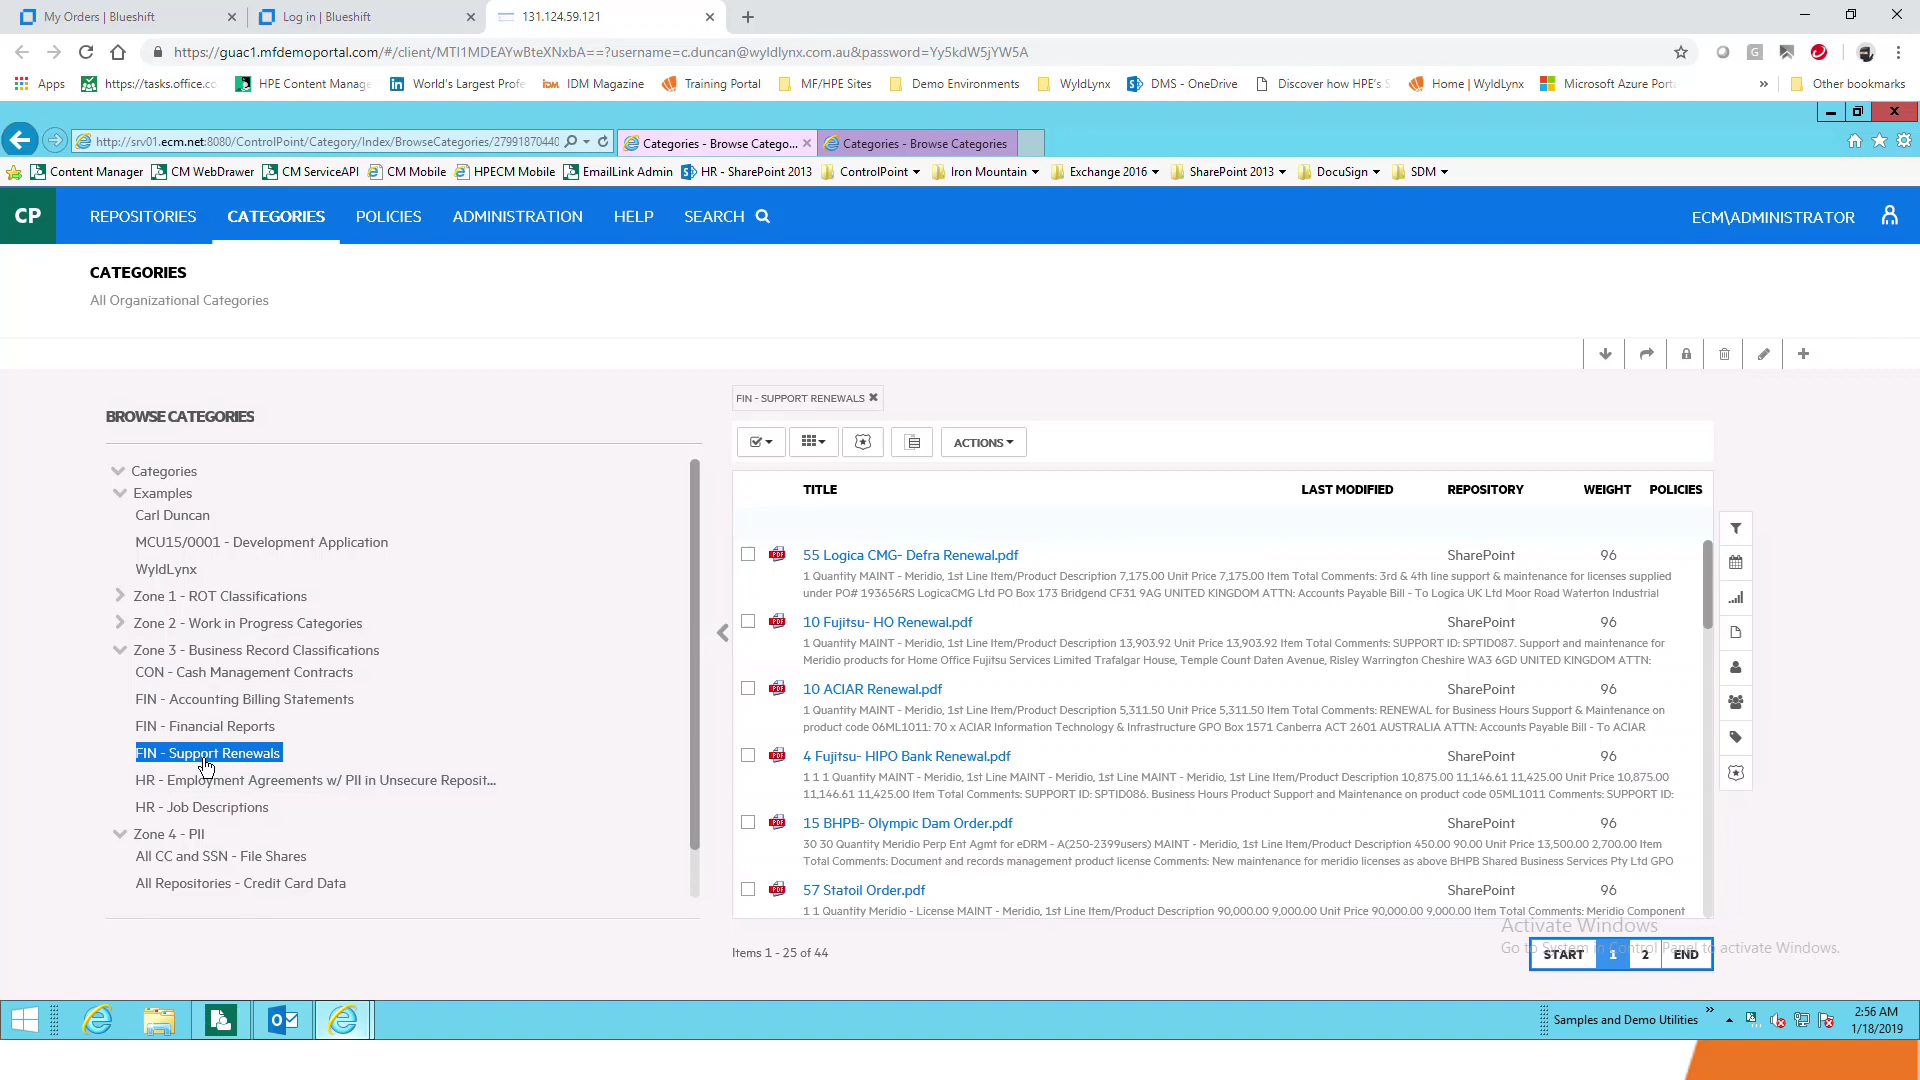 My Orders | Blueshift
Log in | Blueshift
131.124.59.121
https://guac1.mfdemoportal.com/#/client/MTI1MDEAYwBteXNxbA==?username=c.duncan@wyldlynx.com.au&password=Yy5kdW5jYW5A
Apps
https://tasks.office.cc
HPE Content Manage
World's Largest Profe
IDM Magazine
Training Portal
MF/HPE Sites
Demo Environments
WyldLynx
DMS - OneDrive
Discover how HPE's S
Home | WyldLynx
Microsoft Azure Port
Other bookmarks
http://srv01.ecm.net:8080/ControlPoint/Category/Index/BrowseCategories/27991870440
Categories - Browse Catego...
Categories - Browse Categories
Content Manager
CM WebDrawer
CM ServiceAPI
CM Mobile
HPECM Mobile
EmailLink Admin
HR - SharePoint 2013
ControlPoint
Iron Mountain
Exchange 2016
SharePoint 2013
DocuSign
SDM
CP
REPOSITORIES
CATEGORIES
POLICIES
ADMINISTRATION
HELP
SEARCH
ECM\ADMINISTRATOR
CATEGORIES
All Organizational Categories
BROWSE CATEGORIES
Categories
Examples
Carl Duncan
MCU15/0001 - Development Application
WyldLynx
Zone 1 - ROT Classifications
Zone 2 - Work in Progress Categories
Zone 3 - Business Record Classifications
CON - Cash Management Contracts
FIN - Accounting Billing Statements
FIN - Financial Reports
FIN - Support Renewals
HR - Employment Agreements w/ PII in Unsecure Reposit...
HR - Job Descriptions
Zone 4 - PII
All CC and SSN - File Shares
All Repositories - Credit Card Data
FIN - SUPPORT RENEWALS
ACTIONS
TITLE LAST MODIFIED REPOSITORY WEIGHT POLICIES
55 Logica CMG- Defra Renewal.pdf SharePoint 96
1 Quantity MAINT - Meridio, 1st Line Item/Product Description 7,175.00 Unit Price 7,175.00 Item Total Comments: 3rd & 4th line support & maintenance for licenses supplied
under PO# 193656RS LogicaCMG Ltd PO Box 173 Bridgend CF31 9AG UNITED KINGDOM ATTN: Accounts Payable Bill - To Logica UK Ltd Moor Road Waterton Industrial
10 Fujitsu- HO Renewal.pdf SharePoint 96
1 Quantity MAINT - Meridio, 1st Line Item/Product Description 13,903.92 Unit Price 13,903.92 Item Total Comments: SUPPORT ID: SPTID087. Support and maintenance for
Meridio products for Home Office Fujitsu Services Limited Trafalgar House, Temple Count Daten Avenue, Risley Warrington Cheshire WA3 6GD UNITED KINGDOM ATTN:
10 ACIAR Renewal.pdf SharePoint 96
1 Quantity MAINT - Meridio, 1st Line Item/Product Description 5,311.50 Unit Price 5,311.50 Item Total Comments: RENEWAL for Business Hours Support & Maintenance on
product code 06ML1011: 70 x ACIAR Information Technology & Infrastructure GPO Box 1571 Canberra ACT 2601 AUSTRALIA ATTN: Accounts Payable Bill - To ACIAR
4 Fujitsu- HIPO Bank Renewal.pdf SharePoint 96
1 1 1 Quantity MAINT - Meridio, 1st Line MAINT - Meridio, 1st Line MAINT - Meridio, 1st Line Item/Product Description 10,875.00 11,146.61 11,425.00 Unit Price 10,875.00
11,146.61 11,425.00 Item Total Comments: SUPPORT ID: SPTID086. Business Hours Product Support and Maintenance on product code 05ML1011 Comments: SUPPORT ID:
15 BHPB- Olympic Dam Order.pdf SharePoint 96
30 30 Quantity Meridio Perp Ent Agmt for eDRM - A(250-2399users) MAINT - Meridio, 1st Line Item/Product Description 450.00 90.00 Unit Price 13,500.00 2,700.00 Item
Total Comments: Document and records management product license Comments: New maintenance for meridio licenses as above BHPB Shared Business Services Pty Ltd GPO
57 Statoil Order.pdf SharePoint 96
1 1 Quantity Meridio - License MAINT - Meridio, 1st Line Item/Product Description 90,000.00 9,000.00 Unit Price 90,000.00 9,000.00 Item Total Comments: Meridio Component
Items 1 - 25 of 44
START 1 2 END
Activate Windows
Go to System in Control Panel to activate Windows.
Samples and Demo Utilities
2:56 AM
1/18/2019